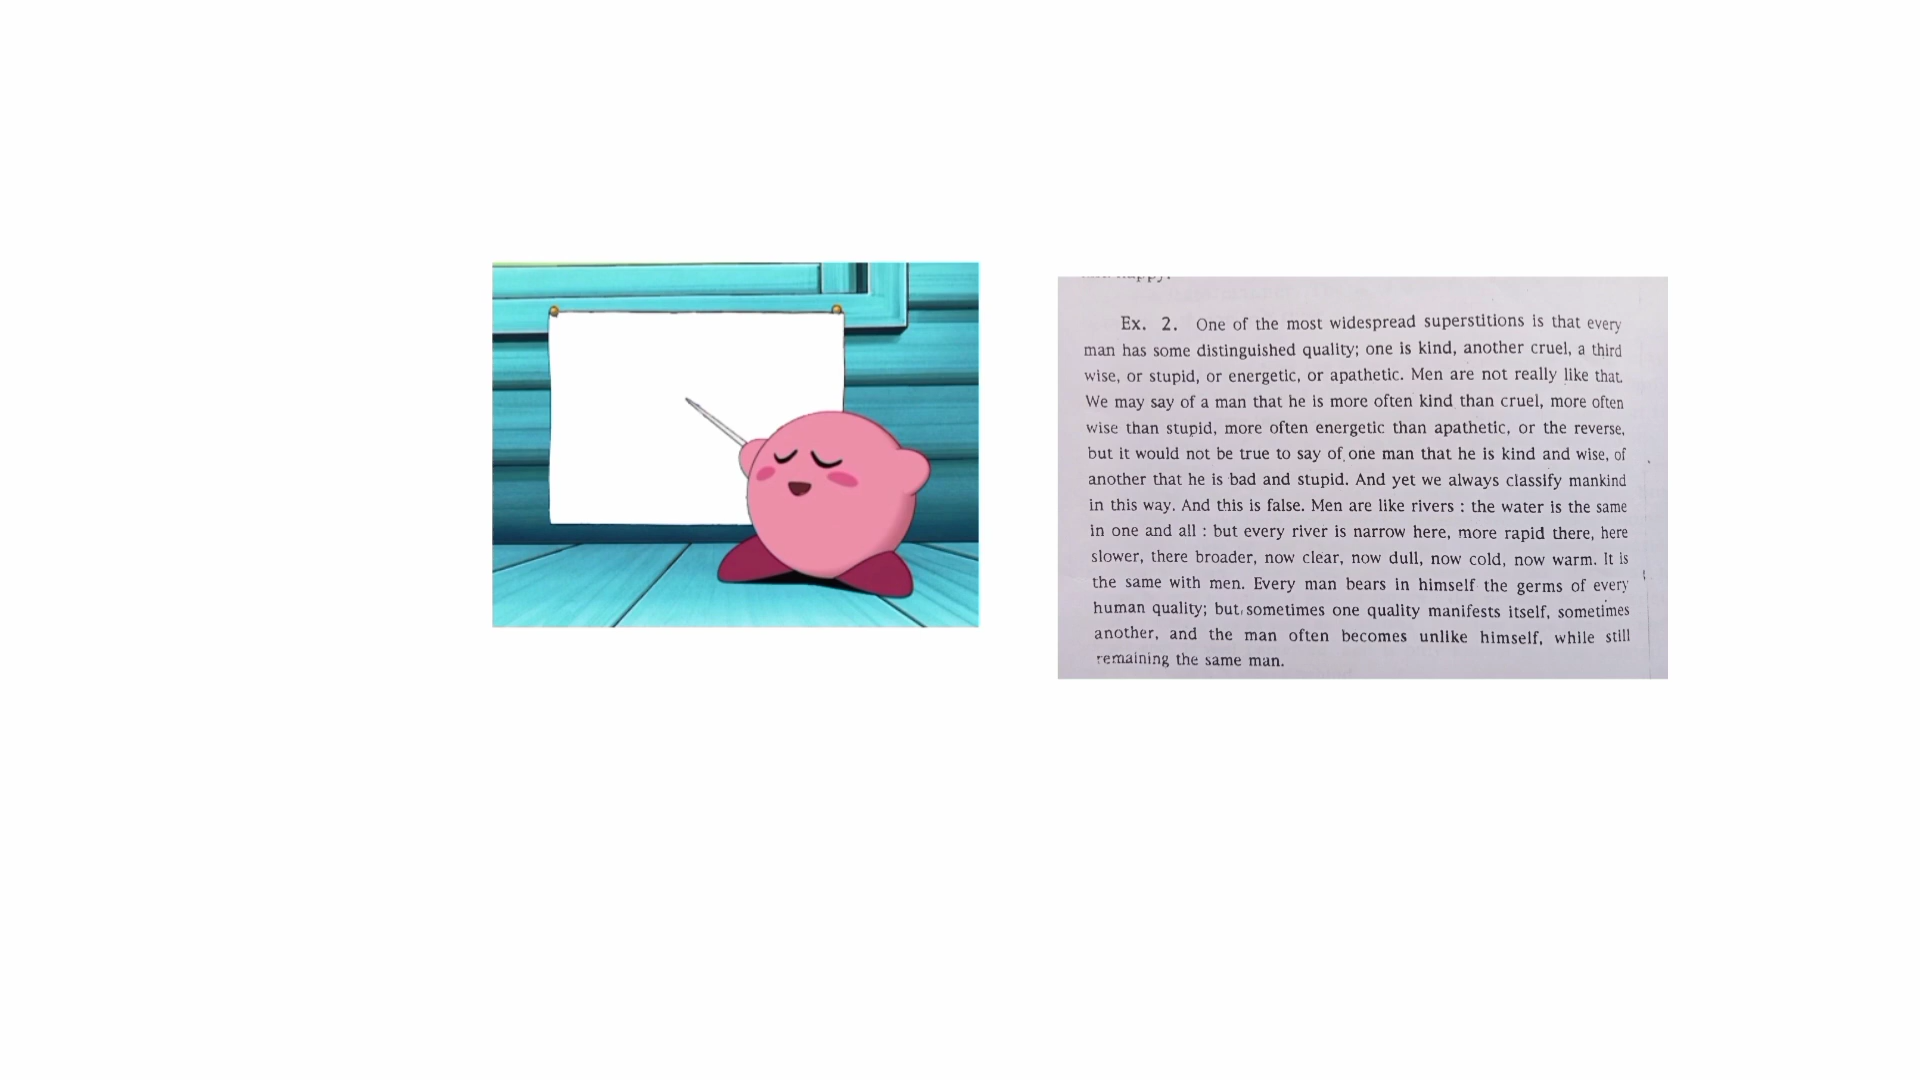 Ex. 2. One of the most widespread superstitions is that every
man has some distinguished quality; one is kind, another cruel, a third
wise, or stupid, or energetic, or apathetic. Men are not really like that.
We may say of a man that he is more often kind than cruel, more often
wise than stupid, more often energetic than apathetic, or the reverse,
but it would not be true to say of one man that he is kind and wise, of
another that he is bad and stupid. And yet we always classify mankind
in this way. And this is false. Men are like rivers : the water is the same
in one and all : but every river is narrow here, more rapid there, here
slower, there broader, now clear, now dull, now cold, now warm. It is
the same with men. Every man bears in himself the germs of every
human quality; but sometimes one quality manifests itself, sometimes
another, and the man often becomes unlike himself, while still
remaining the same man.